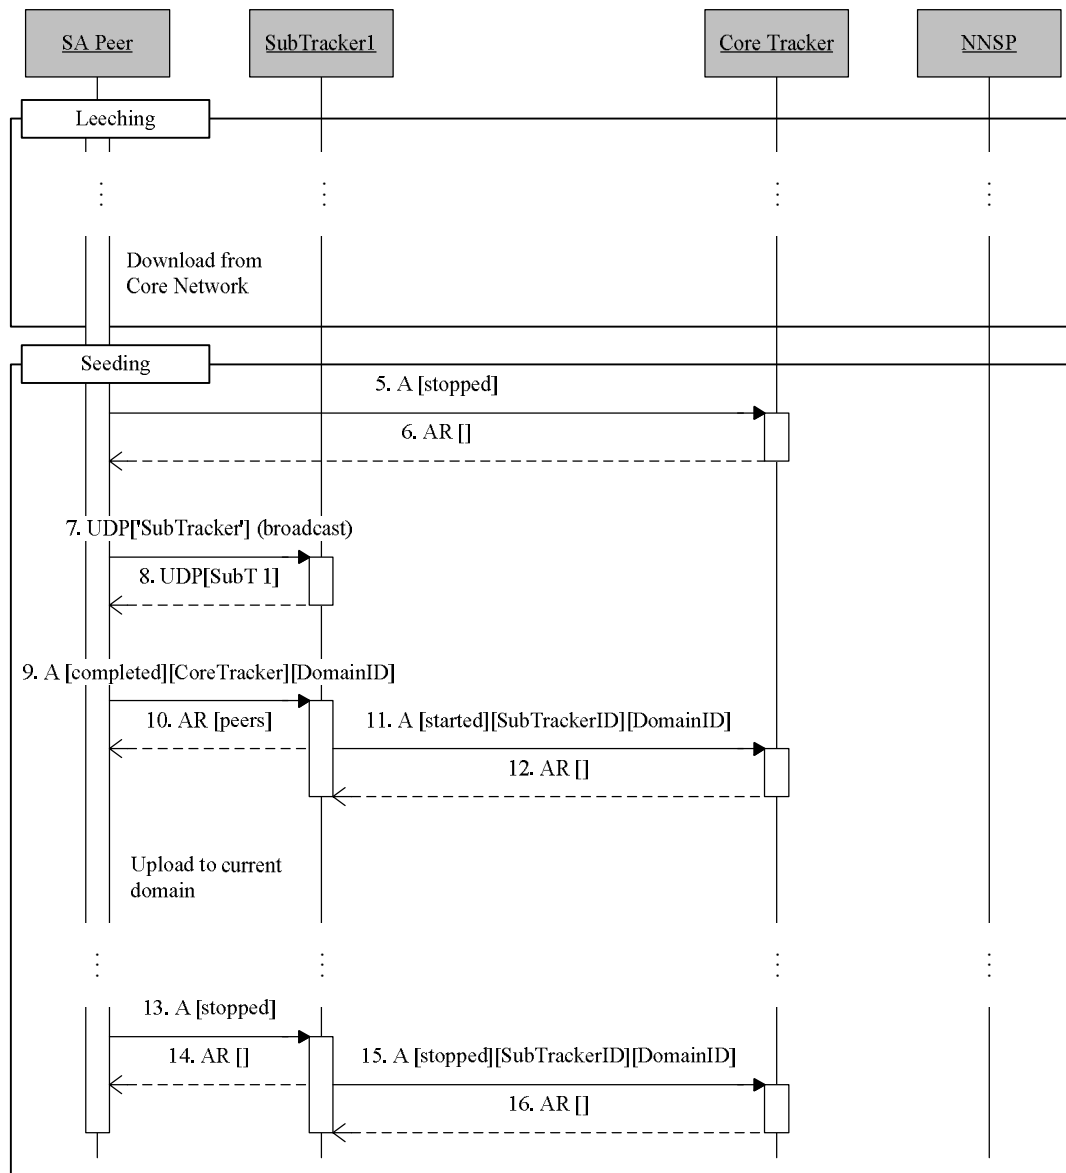 SA Peer
SubTracker1
Core Tracker
NNSP
Leeching
Download from
Core Network
Seeding
5. A [stopped]
6. AR []
7. UDP['SubTracker'] (broadcast)
8. UDP[SubT 1]
9. A [completed][CoreTracker][DomainID]
10. AR [peers]
11. A [started][SubTrackerID][DomainID]
12. AR []
Upload to current
domain
13. A [stopped]
14. AR []
15. A [stopped][SubTrackerID][DomainID]
16. AR []